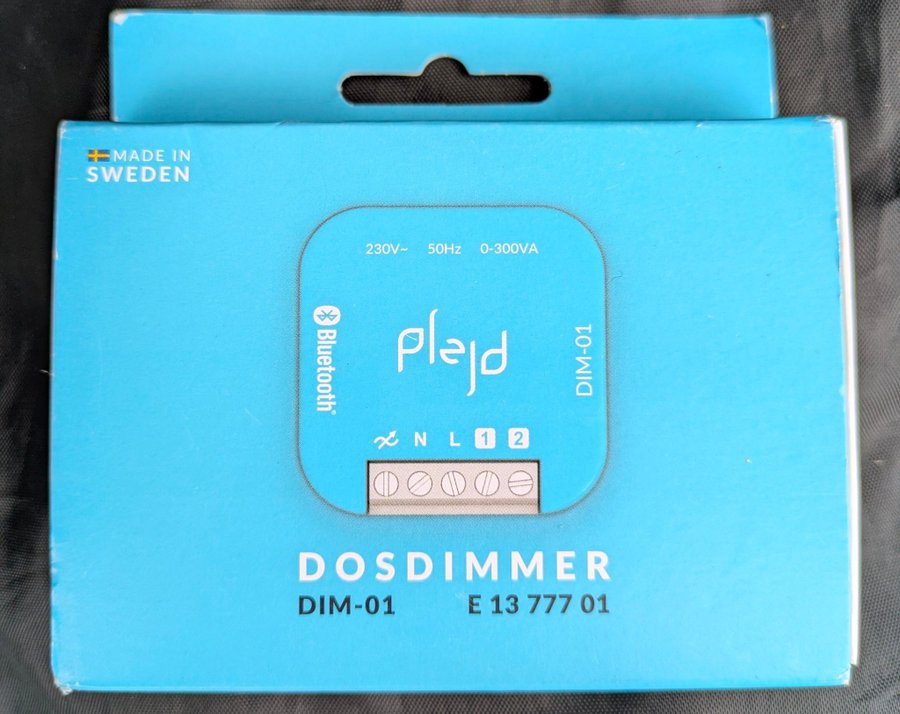 MADE IN
SWEDEN
230V~ 50Hz 0-300VA
Bluetooth®
plejd
DIM-01
N L 1 2
DOSDIMMER
DIM-01 E 13 777 01